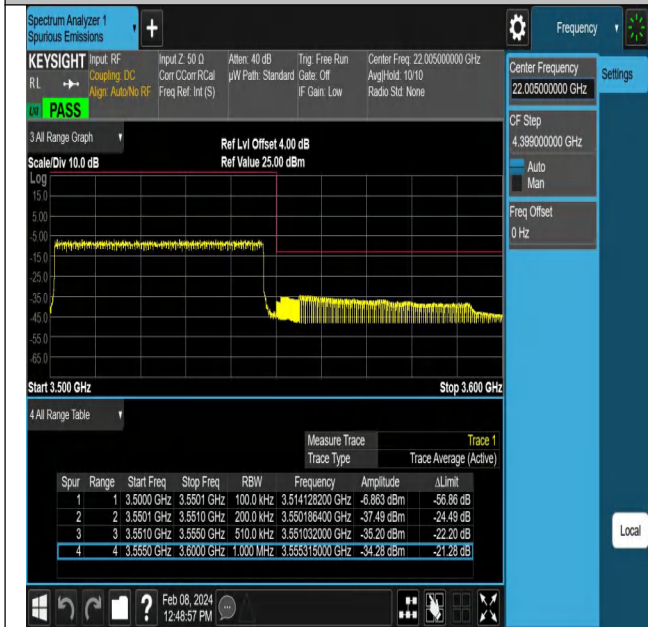 Spectrum Analyzer 1
Spurious Emissions
+
Frequency
KEYSIGHT
RL
Input: RF
Coupling: DC
Align: Auto/No RF
Input Z: 50 Ω
Corr CCorr RCal
Freq Ref: Int (S)
Atten: 40 dB
µW Path: Standard
Trig: Free Run
Gate: Off
IF Gain: Low
Center Freq: 22.005000000 GHz
Avg|Hold: 10/10
Radio Std: None
PASS
Center Frequency
22.005000000 GHz
Settings
CF Step
4.399000000 GHz
Auto
Man
Freq Offset
0 Hz
3 All Range Graph
Scale/Div 10.0 dB
Ref Lvl Offset 4.00 dB
Ref Value 25.00 dBm
Log
15.0
5.00
-5.00
-15.0
-25.0
-35.0
-45.0
-55.0
-65.0
Start 3.500 GHz
Stop 3.600 GHz
4 All Range Table
Measure Trace Trace 1
Trace Type Trace Average (Active)
Spur Range Start Freq Stop Freq RBW Frequency Amplitude ΔLimit
1 1 3.5000 GHz 3.5501 GHz 100.0 kHz 3.514128200 GHz -6.863 dBm -56.86 dB
2 2 3.5501 GHz 3.5510 GHz 200.0 kHz 3.550186400 GHz -37.49 dBm -24.49 dB
3 3 3.5510 GHz 3.5550 GHz 510.0 kHz 3.551032000 GHz -35.20 dBm -22.20 dB
4 4 3.5550 GHz 3.6000 GHz 1.000 MHz 3.555315000 GHz -34.28 dBm -21.28 dB
Local
?
Feb 08, 2024
12:48:57 PM